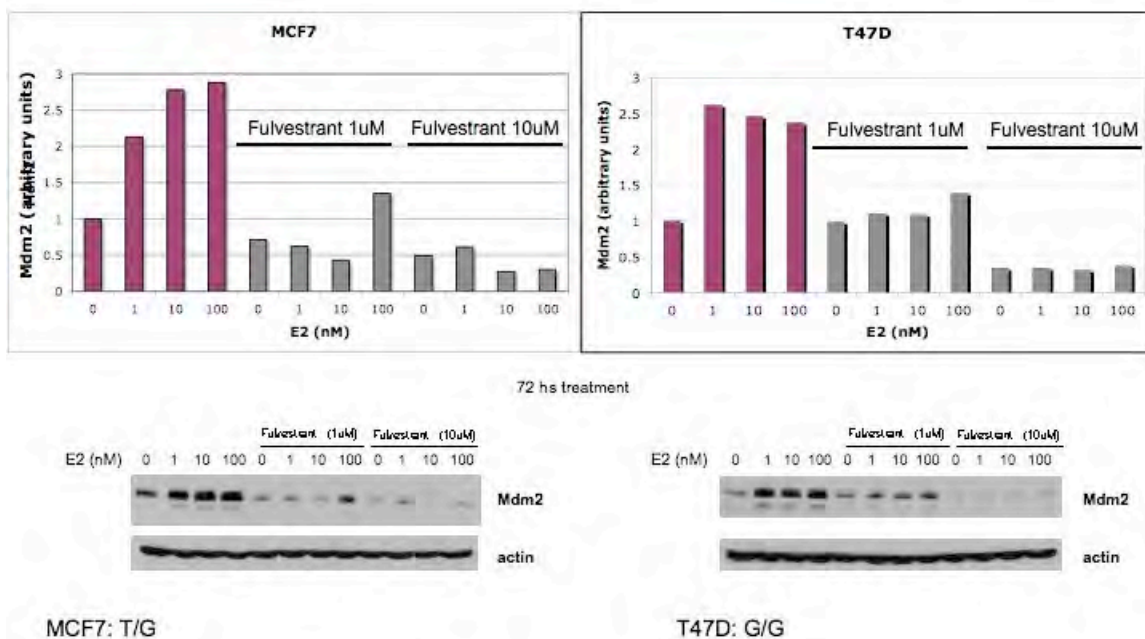 MCF7
3
2.5
2
1.5
1
0.5
0
Mdm2 (arbitrary units)
Fulvestrant 1uM Fulvestrant 10uM
0 1 10 100 0 1 10 100 0 1 10 100
E2 (nM)
T47D
3
2.5
2
1.5
1
0.5
0
Mdm2 (arbitrary units)
Fulvestrant 1uM Fulvestrant 10uM
0 1 10 100 0 1 10 100 0 1 10 100
E2 (nM)
72 hs treatment
Fulvestrant (1uM) Fulvestrant (10uM)
E2 (nM) 0 1 10 100 0 1 10 100 0 1 10 100
Mdm2
actin
MCF7: T/G
Fulvestrant (1uM) Fulvestrant (10uM)
E2 (nM) 0 1 10 100 0 1 10 100 0 1 10 100
Mdm2
actin
T47D: G/G